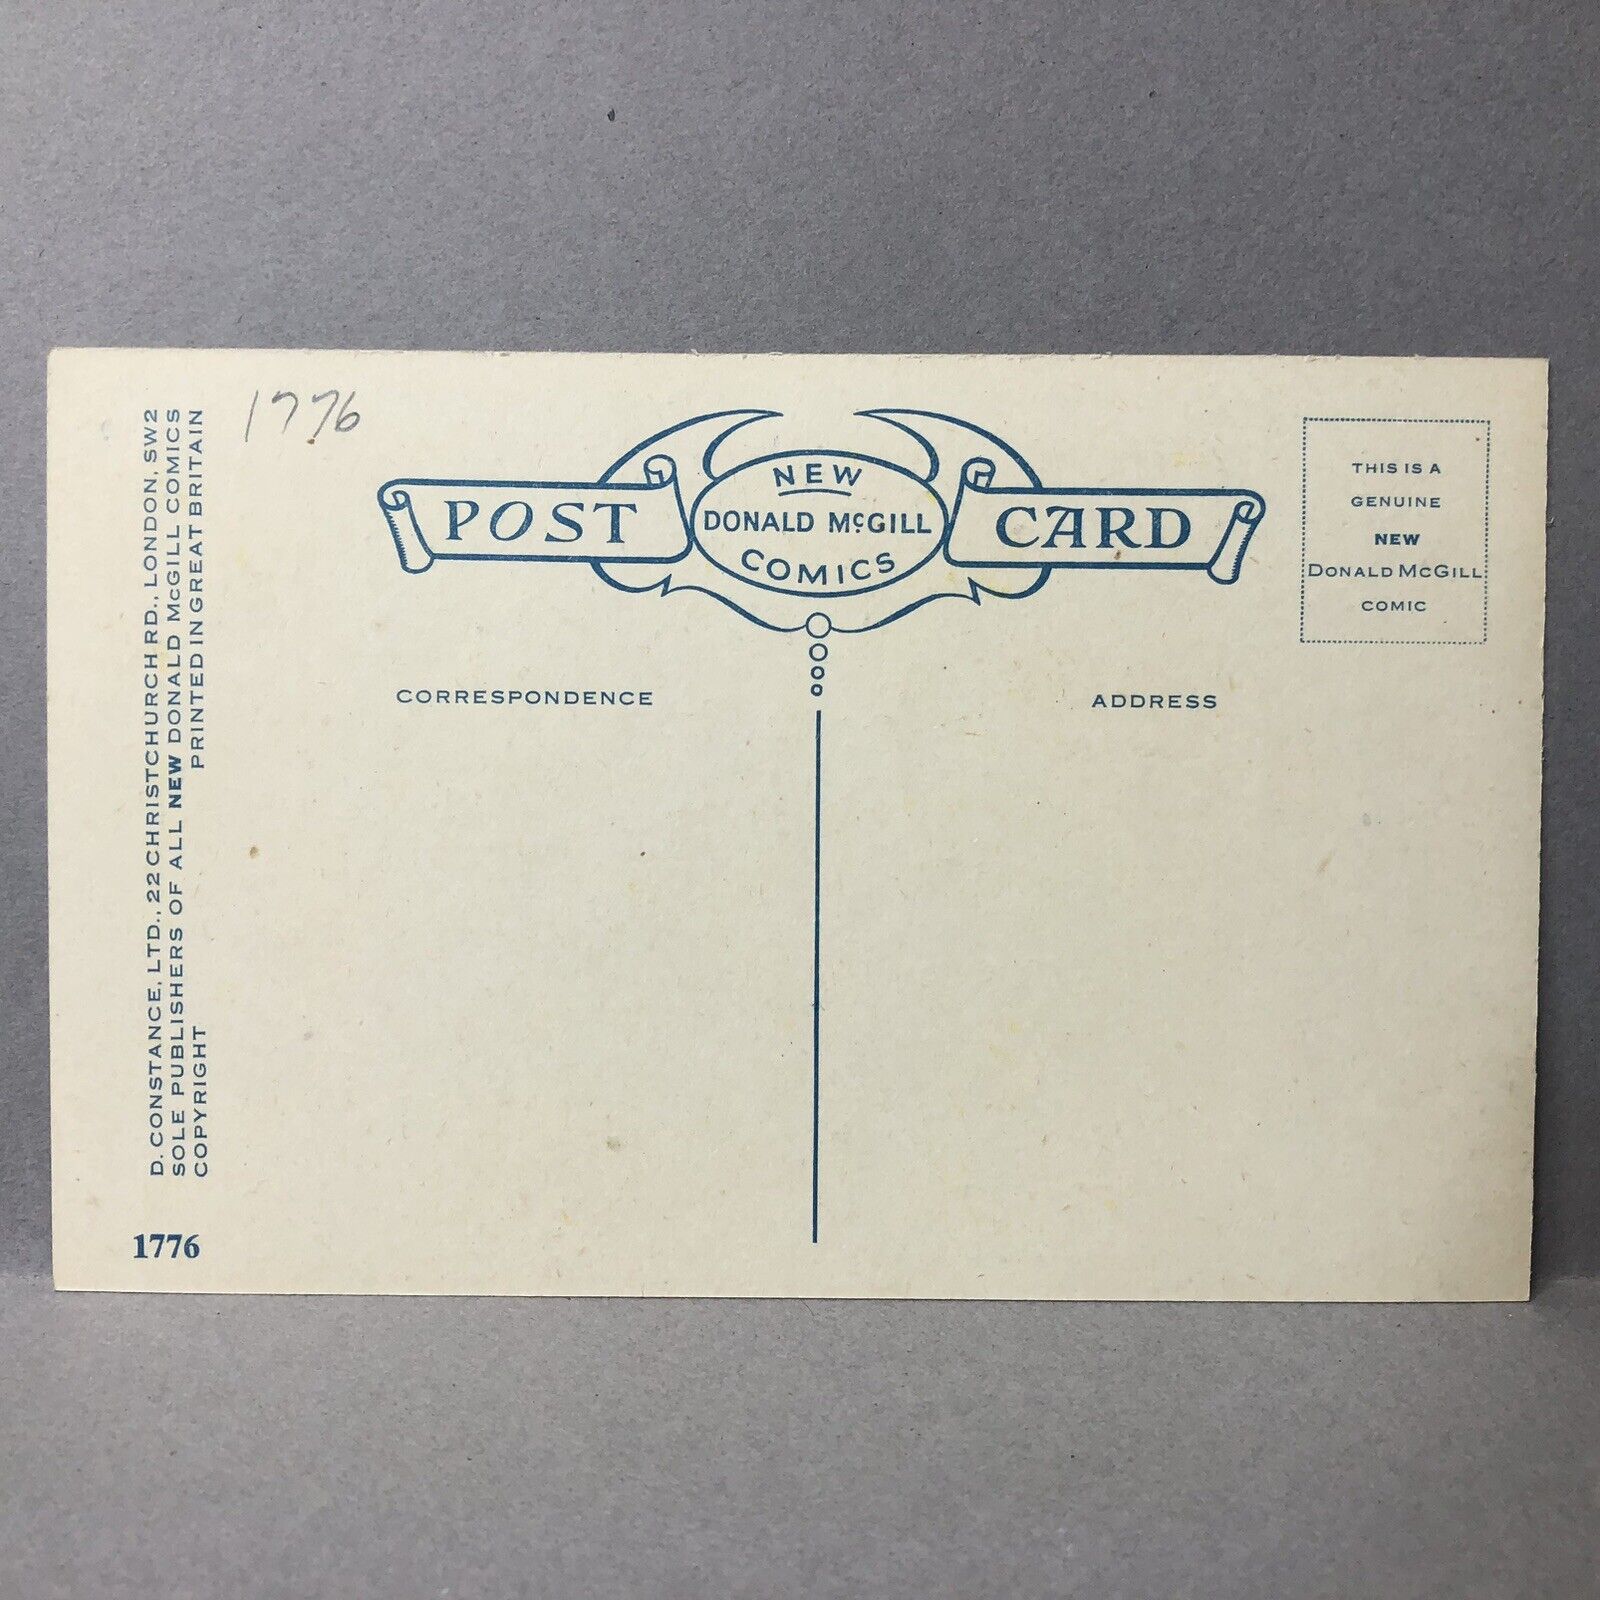 1776
POST CARD
NEW
DONALD McGILL
COMICS
THIS IS A
GENUINE
NEW
DONALD MCGILL
COMIC
CORRESPONDENCE
ADDRESS
D. CONSTANCE, LTD., 22 CHRISTCHURCH RD., LONDON, SW2
SOLE PUBLISHERS OF ALL NEW DONALD McGILL COMICS
COPYRIGHT PRINTED IN GREAT BRITAIN
1776